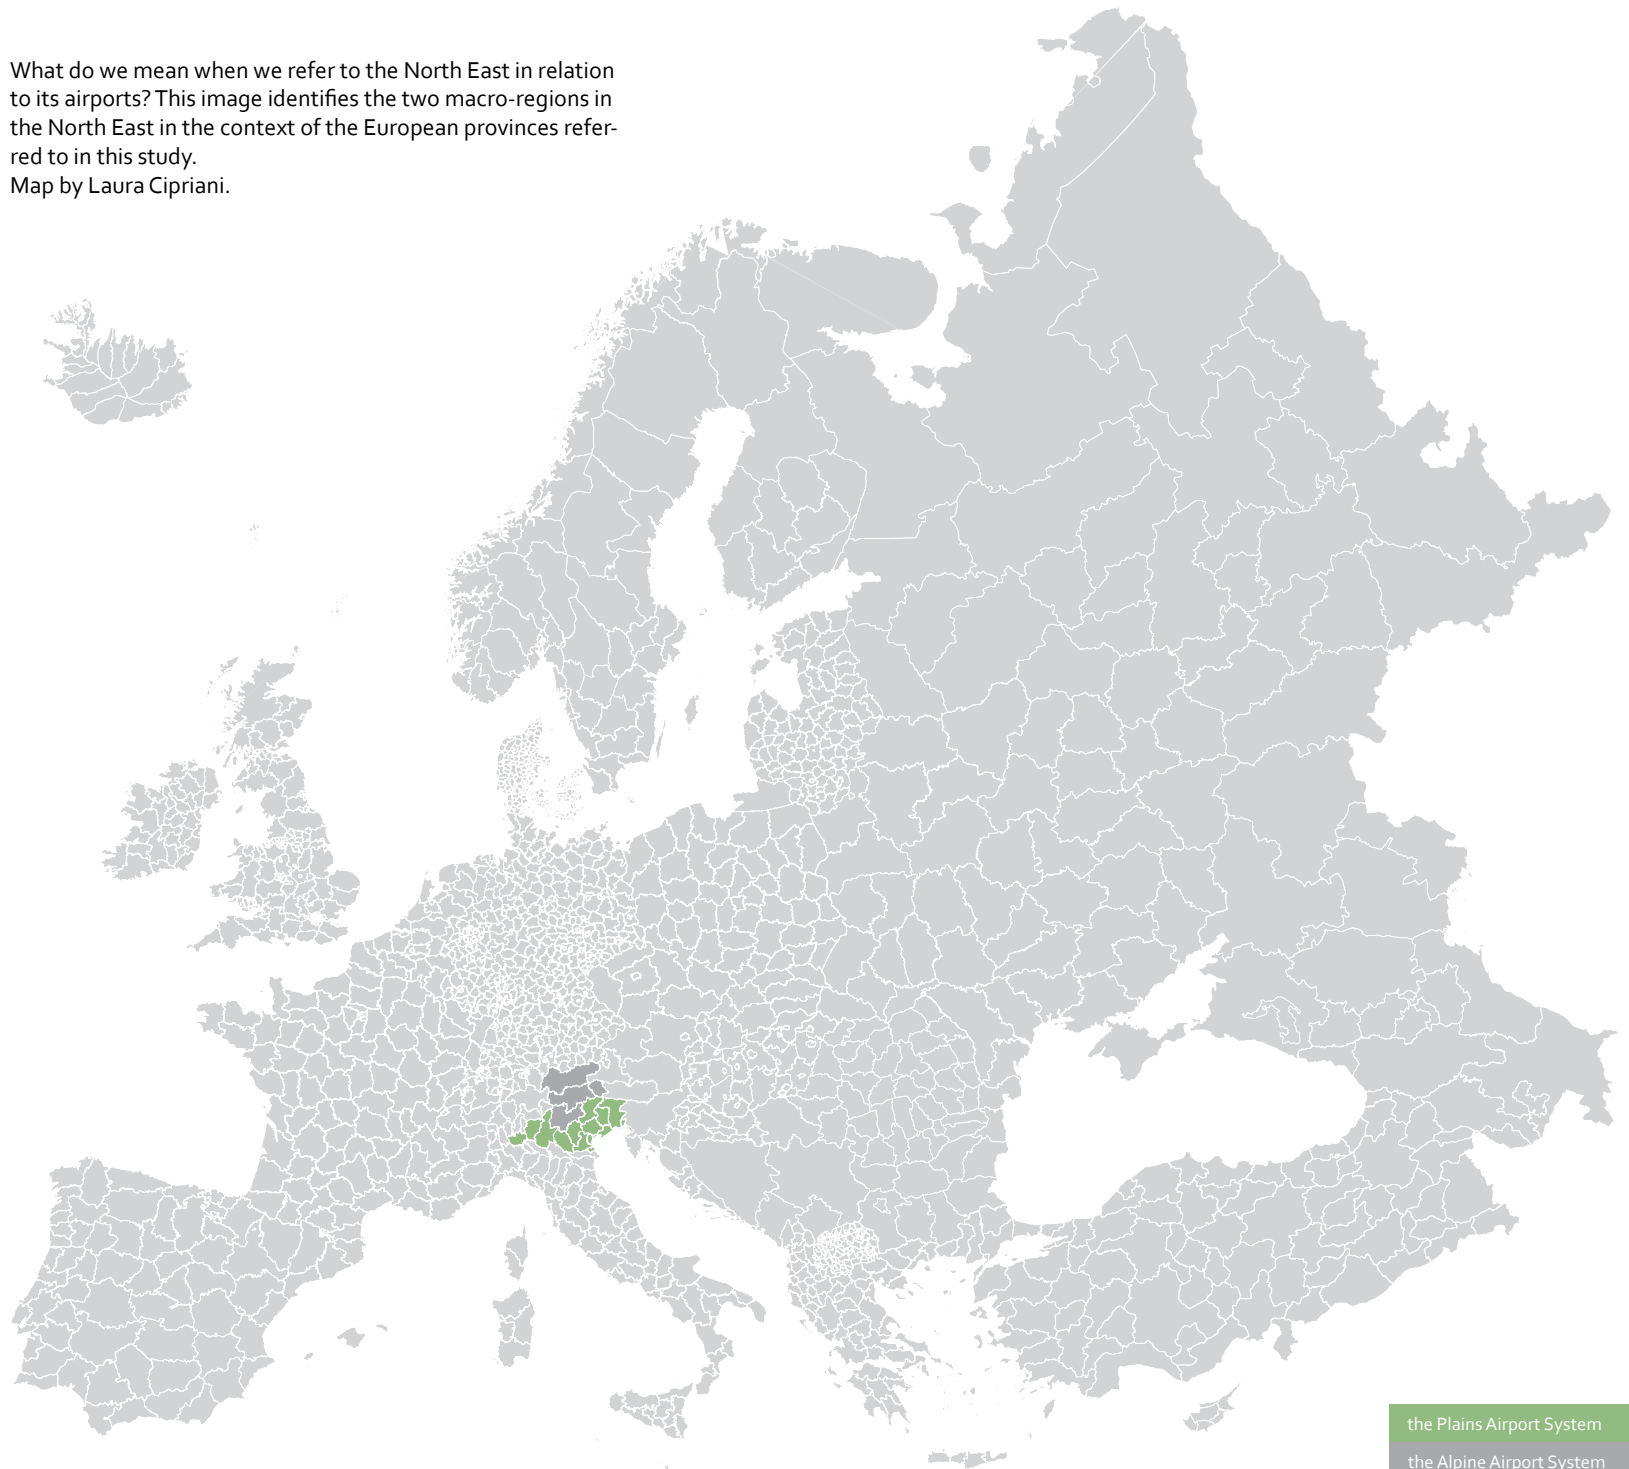 What do we mean when we refer to the North East in relation
to its airports? This image identifies the two macro-regions in
the North East in the context of the European provinces refer-
red to in this study.
Map by Laura Cipriani.
the Plains Airport System
the Alpine Airport System